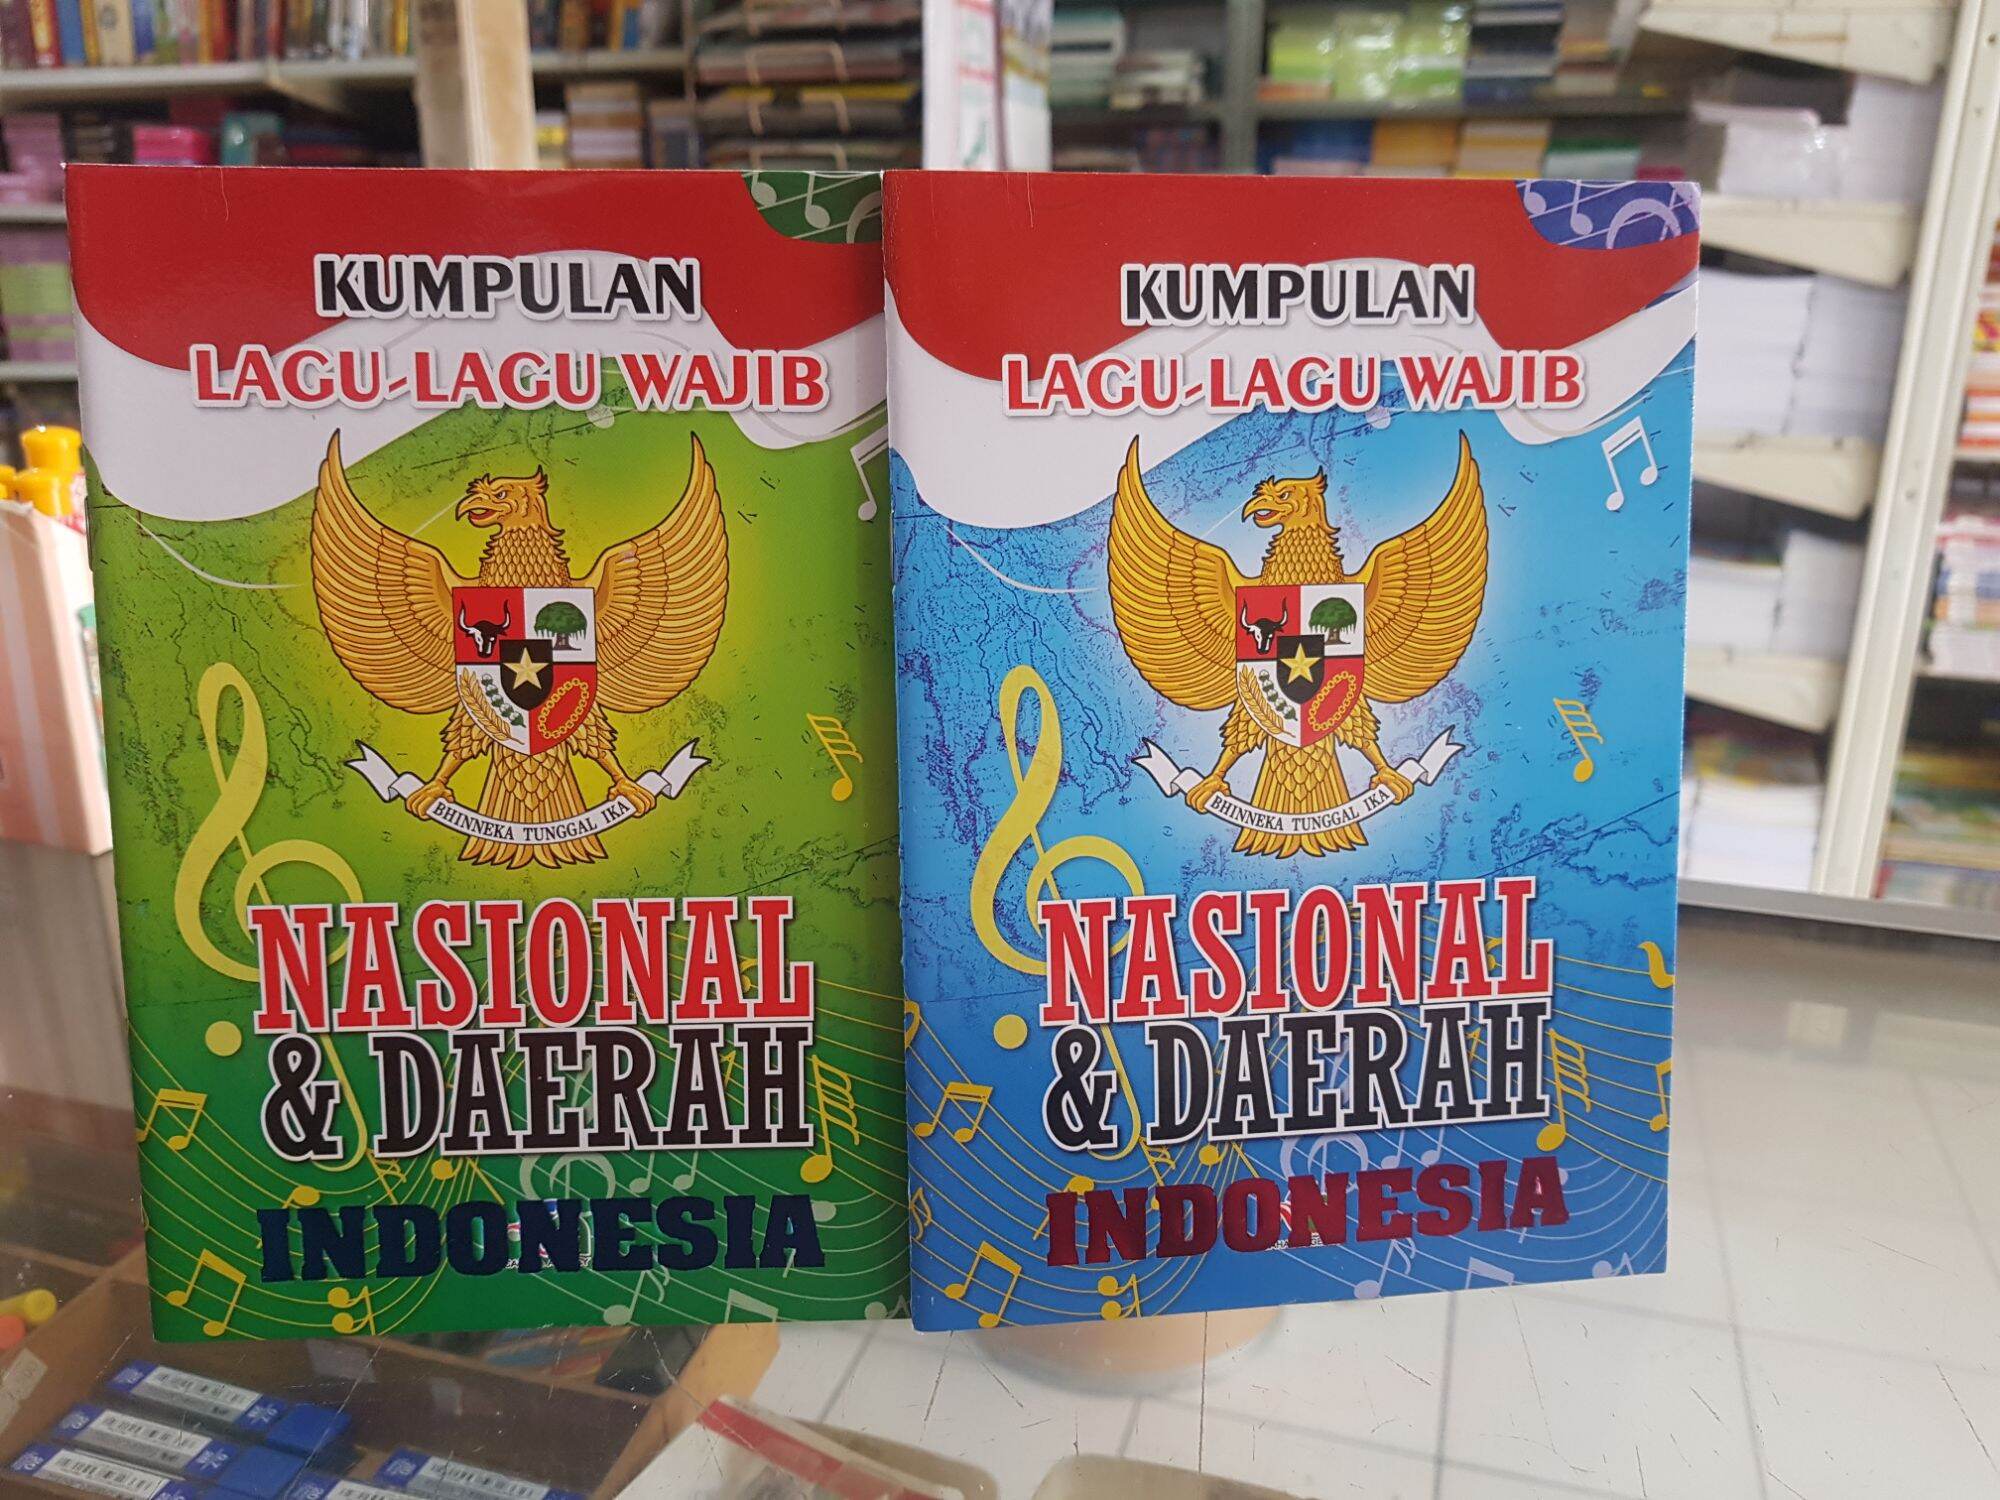 KUMPULAN
LAGU-LAGU WAJIB
BHINNEKA TUNGGAL IKA
NASIONAL
& DAERAH
INDONESIA
KUMPULAN
LAGU-LAGU WAJIB
BHINNEKA TUNGGAL IKA
NASIONAL
& DAERAH
INDONESIA